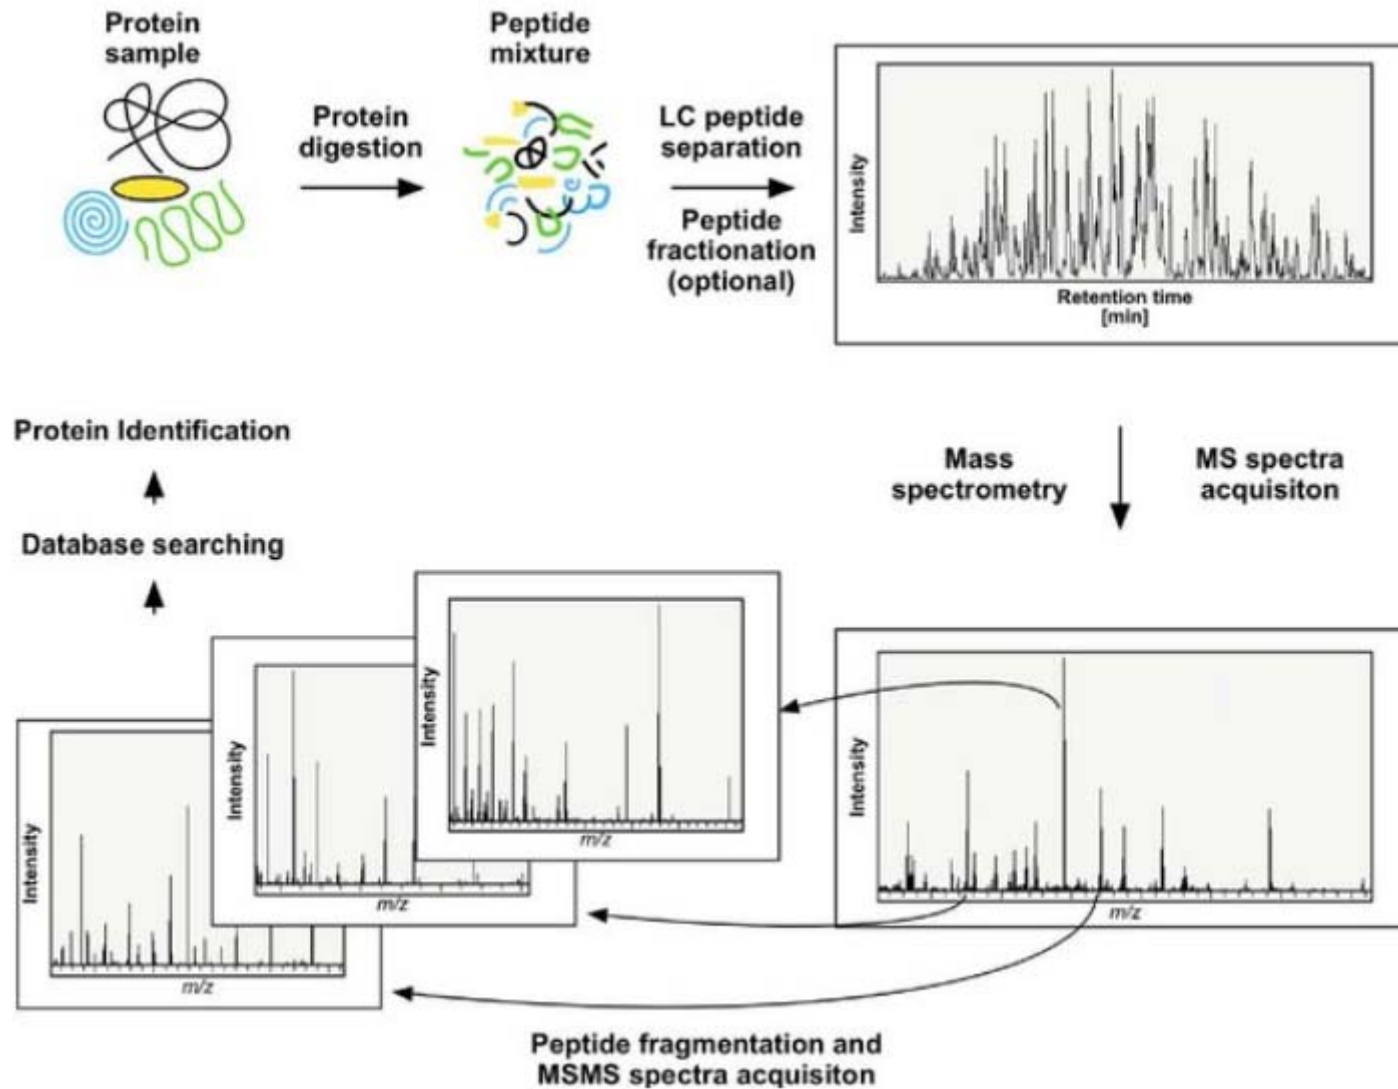 Protein
sample
Protein
digestion
Peptide
mixture
LC peptide
separation
Peptide
fractionation
(optional)
Intensity
Retention time
[min]
Mass
spectrometry
MS spectra
acquisiton
Intensity
m/z
Intensity
m/z
Intensity
m/z
Intensity
m/z
Peptide fragmentation and
MSMS spectra acquisiton
Database searching
Protein Identification